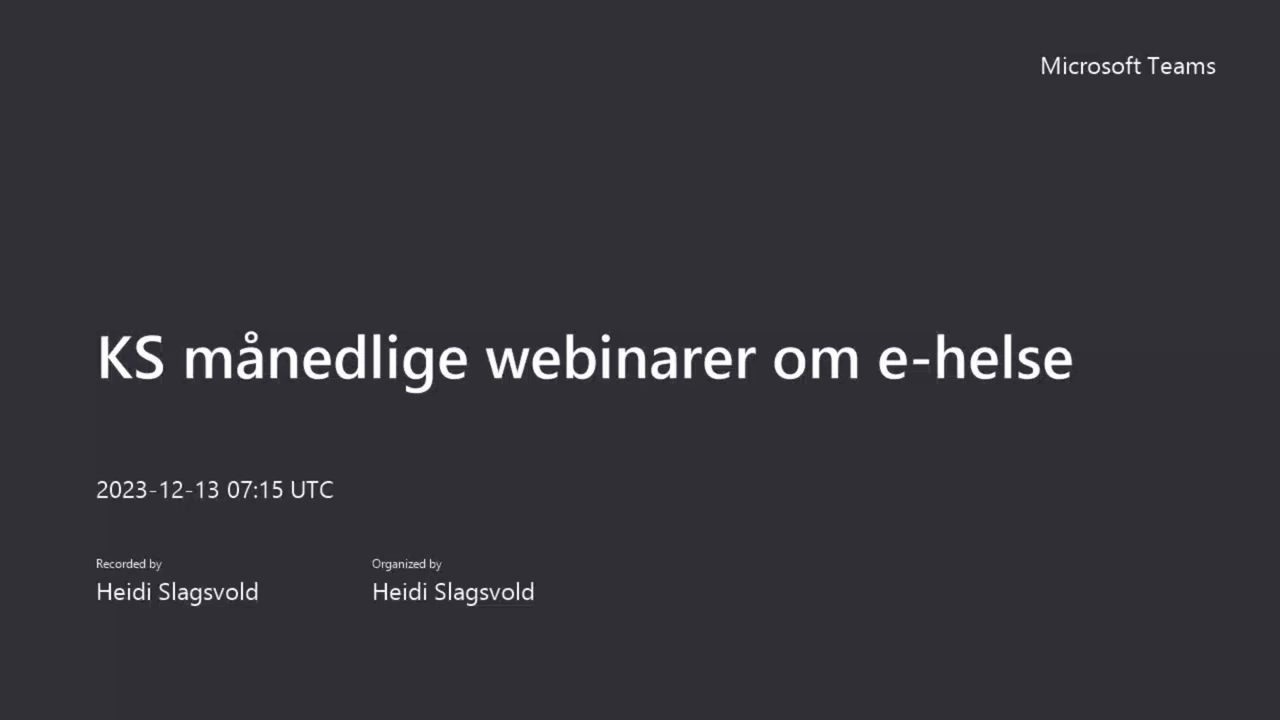 Microsoft Teams
KS månedlige webinarer om e-helse
2023-12-13 07:15 UTC
Recorded by
Organized by
Heidi Slagsvold
Heidi Slagsvold